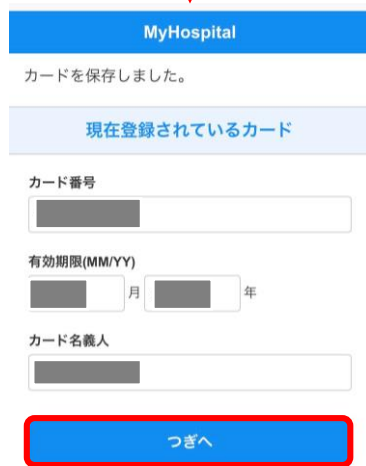 MyHospital
カードを保存しました。
現在登録されているカード
カード番号
有効期限(MM/YY)
月 年
カード名義人
つぎへ